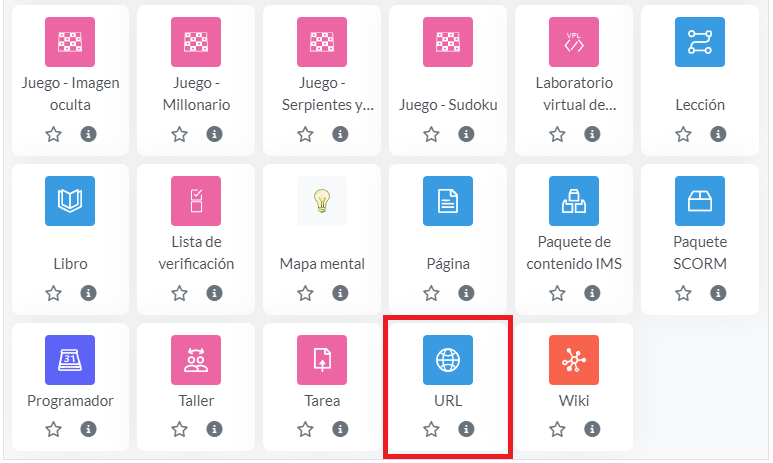 Juego - Imagen
oculta
Juego -
Millonario
Juego -
Serpientes y...
Juego - Sudoku
VPL
Laboratorio
virtual de...
Lección
Libro
Lista de
verificación
Mapa mental
Página
Paquete de
contenido IMS
Paquete
SCORM
31
Programador
Taller
Tarea
URL
Wiki